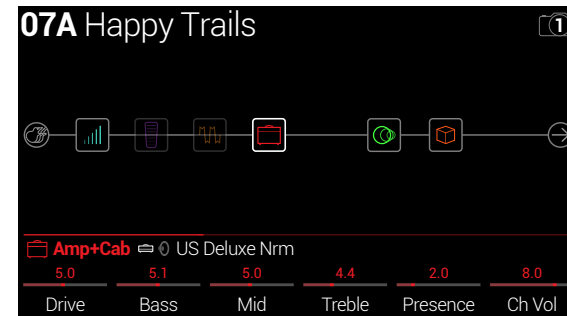 07A Happy Trails
1
Amp+Cab US Deluxe Nrm
5.0 5.1 5.0 4.4 2.0 8.0
Drive Bass Mid Treble Presence Ch Vol